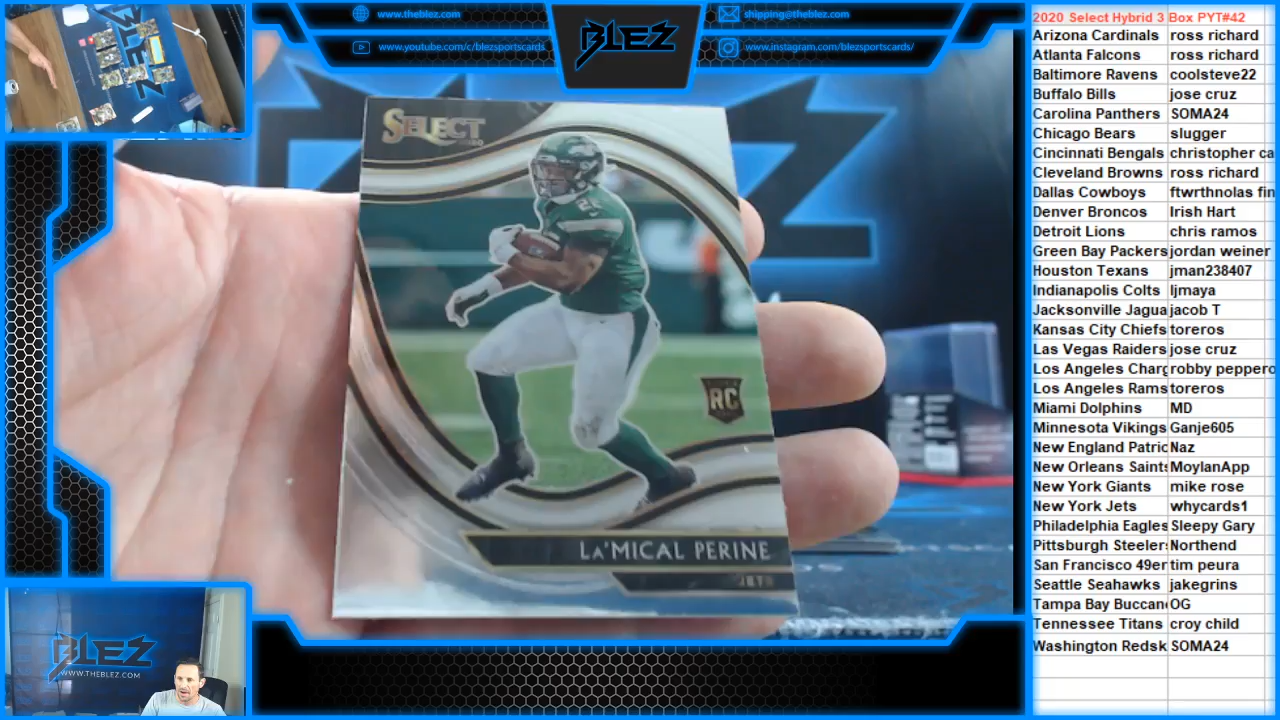 www.theblez.com
shipping@theblez.com
www.youtube.com/c/blezsportscards
www.instagram.com/blezsportscards/
BLEZ
SELECT
2020
RC
LA'MICAL PERINE
JETS
BLEZ
WWW.THEBLEZ.COM
2020 Select Hybrid 3 Box PYT#42
Arizona Cardinals ross richard
Atlanta Falcons ross richard
Baltimore Ravens coolsteve22
Buffalo Bills jose cruz
Carolina Panthers SOMA24
Chicago Bears slugger
Cincinnati Bengals christopher ca
Cleveland Browns ross richard
Dallas Cowboys ftwrthnolas fin
Denver Broncos Irish Hart
Detroit Lions chris ramos
Green Bay Packers jordan weiner
Houston Texans jman238407
Indianapolis Colts ljmaya
Jacksonville Jagua jacob T
Kansas City Chiefs toreros
Las Vegas Raiders jose cruz
Los Angeles Charg robby peppero
Los Angeles Rams toreros
Miami Dolphins MD
Minnesota Vikings Ganje605
New England Patric Naz
New Orleans Saints MoylanApp
New York Giants mike rose
New York Jets whycards1
Philadelphia Eagles Sleepy Gary
Pittsburgh Steelers Northend
San Francisco 49er tim peura
Seattle Seahawks jakegrins
Tampa Bay Buccan OG
Tennessee Titans croy child
Washington Redsk SOMA24